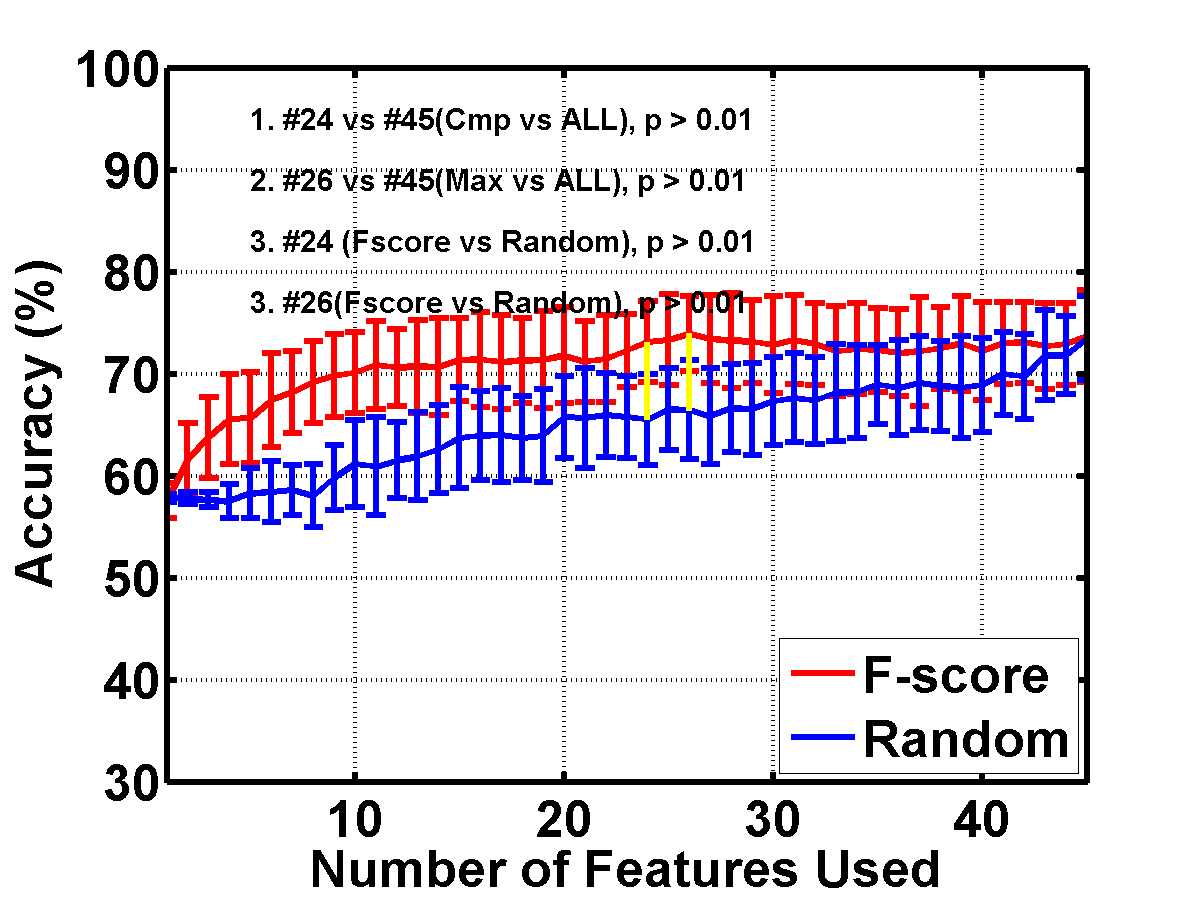 100
90
80
70
60
50
40
30
Accuracy (%)
1. #24 vs #45(Cmp vs ALL), p > 0.01
2. #26 vs #45(Max vs ALL), p > 0.01
3. #24 (Fscore vs Random), p > 0.01
3. #26(Fscore vs Random), p > 0.01
F-score
Random
10 20 30 40
Number of Features Used